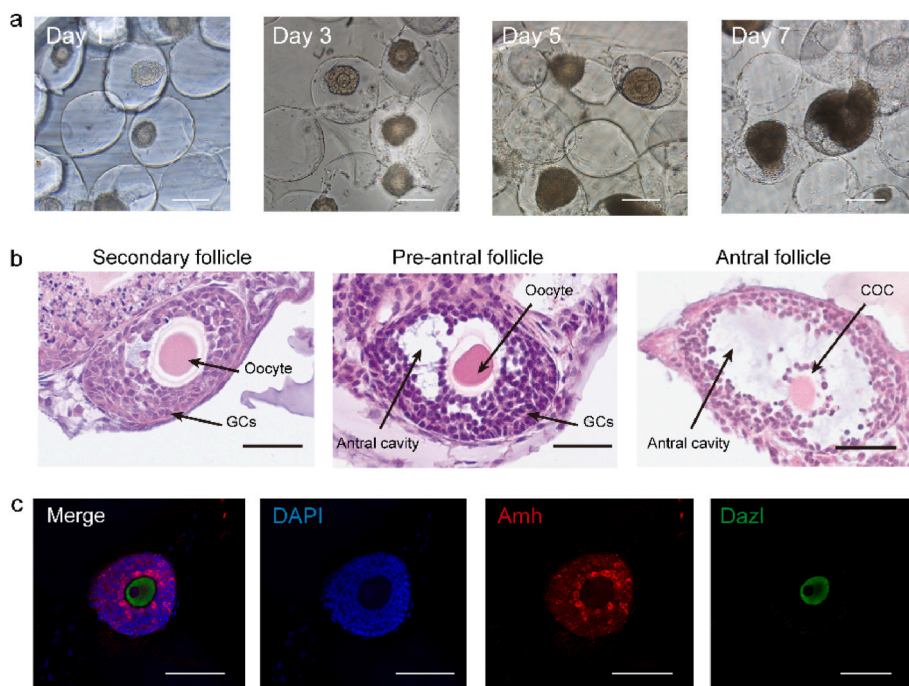 a
Day 1
Day 3
Day 5
Day 7
b
Secondary follicle
Pre-antral follicle
Antral follicle
Oocyte
GCs
Oocyte
Antral cavity
GCs
COC
Antral cavity
c
Merge
DAPI
Amh
Dazl